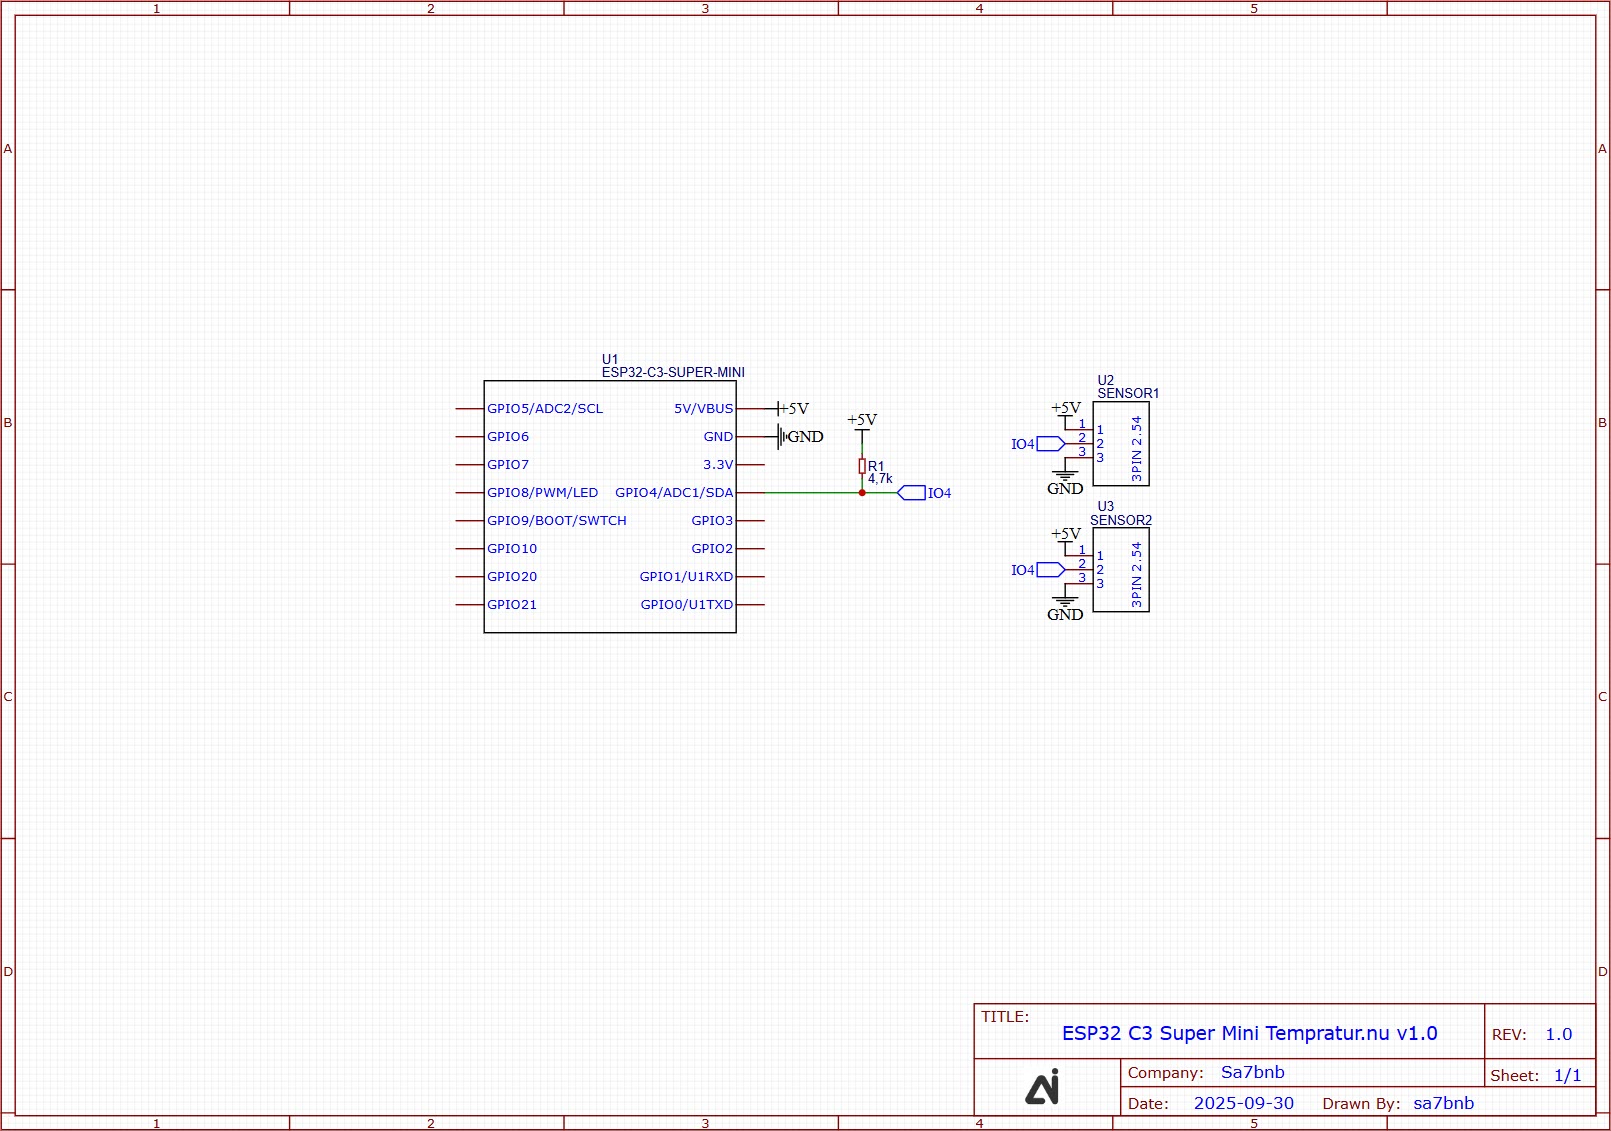 1 2 3 4 5
A A
U1
ESP32-C3-SUPER-MINI
GPIO5/ADC2/SCL 5V/VBUS +5V
GPIO6 GND GND
GPIO7 3.3V
GPIO8/PWM/LED GPIO4/ADC1/SDA IO4
GPIO9/BOOT/SWTCH GPIO3
GPIO10 GPIO2
GPIO20 GPIO1/U1RXD
GPIO21 GPIO0/U1TXD
+5V
R1
4,7k
U2
SENSOR1
+5V
1 1
IO4 2 2
3 3
GND
3PIN 2.54
U3
SENSOR2
+5V
1 1
IO4 2 2
3 3
GND
3PIN 2.54
B B
C C
D D
TITLE:
ESP32 C3 Super Mini Tempratur.nu v1.0
REV: 1.0
Company: Sa7bnb
Sheet: 1/1
Date: 2025-09-30 Drawn By: sa7bnb
1 2 3 4 5